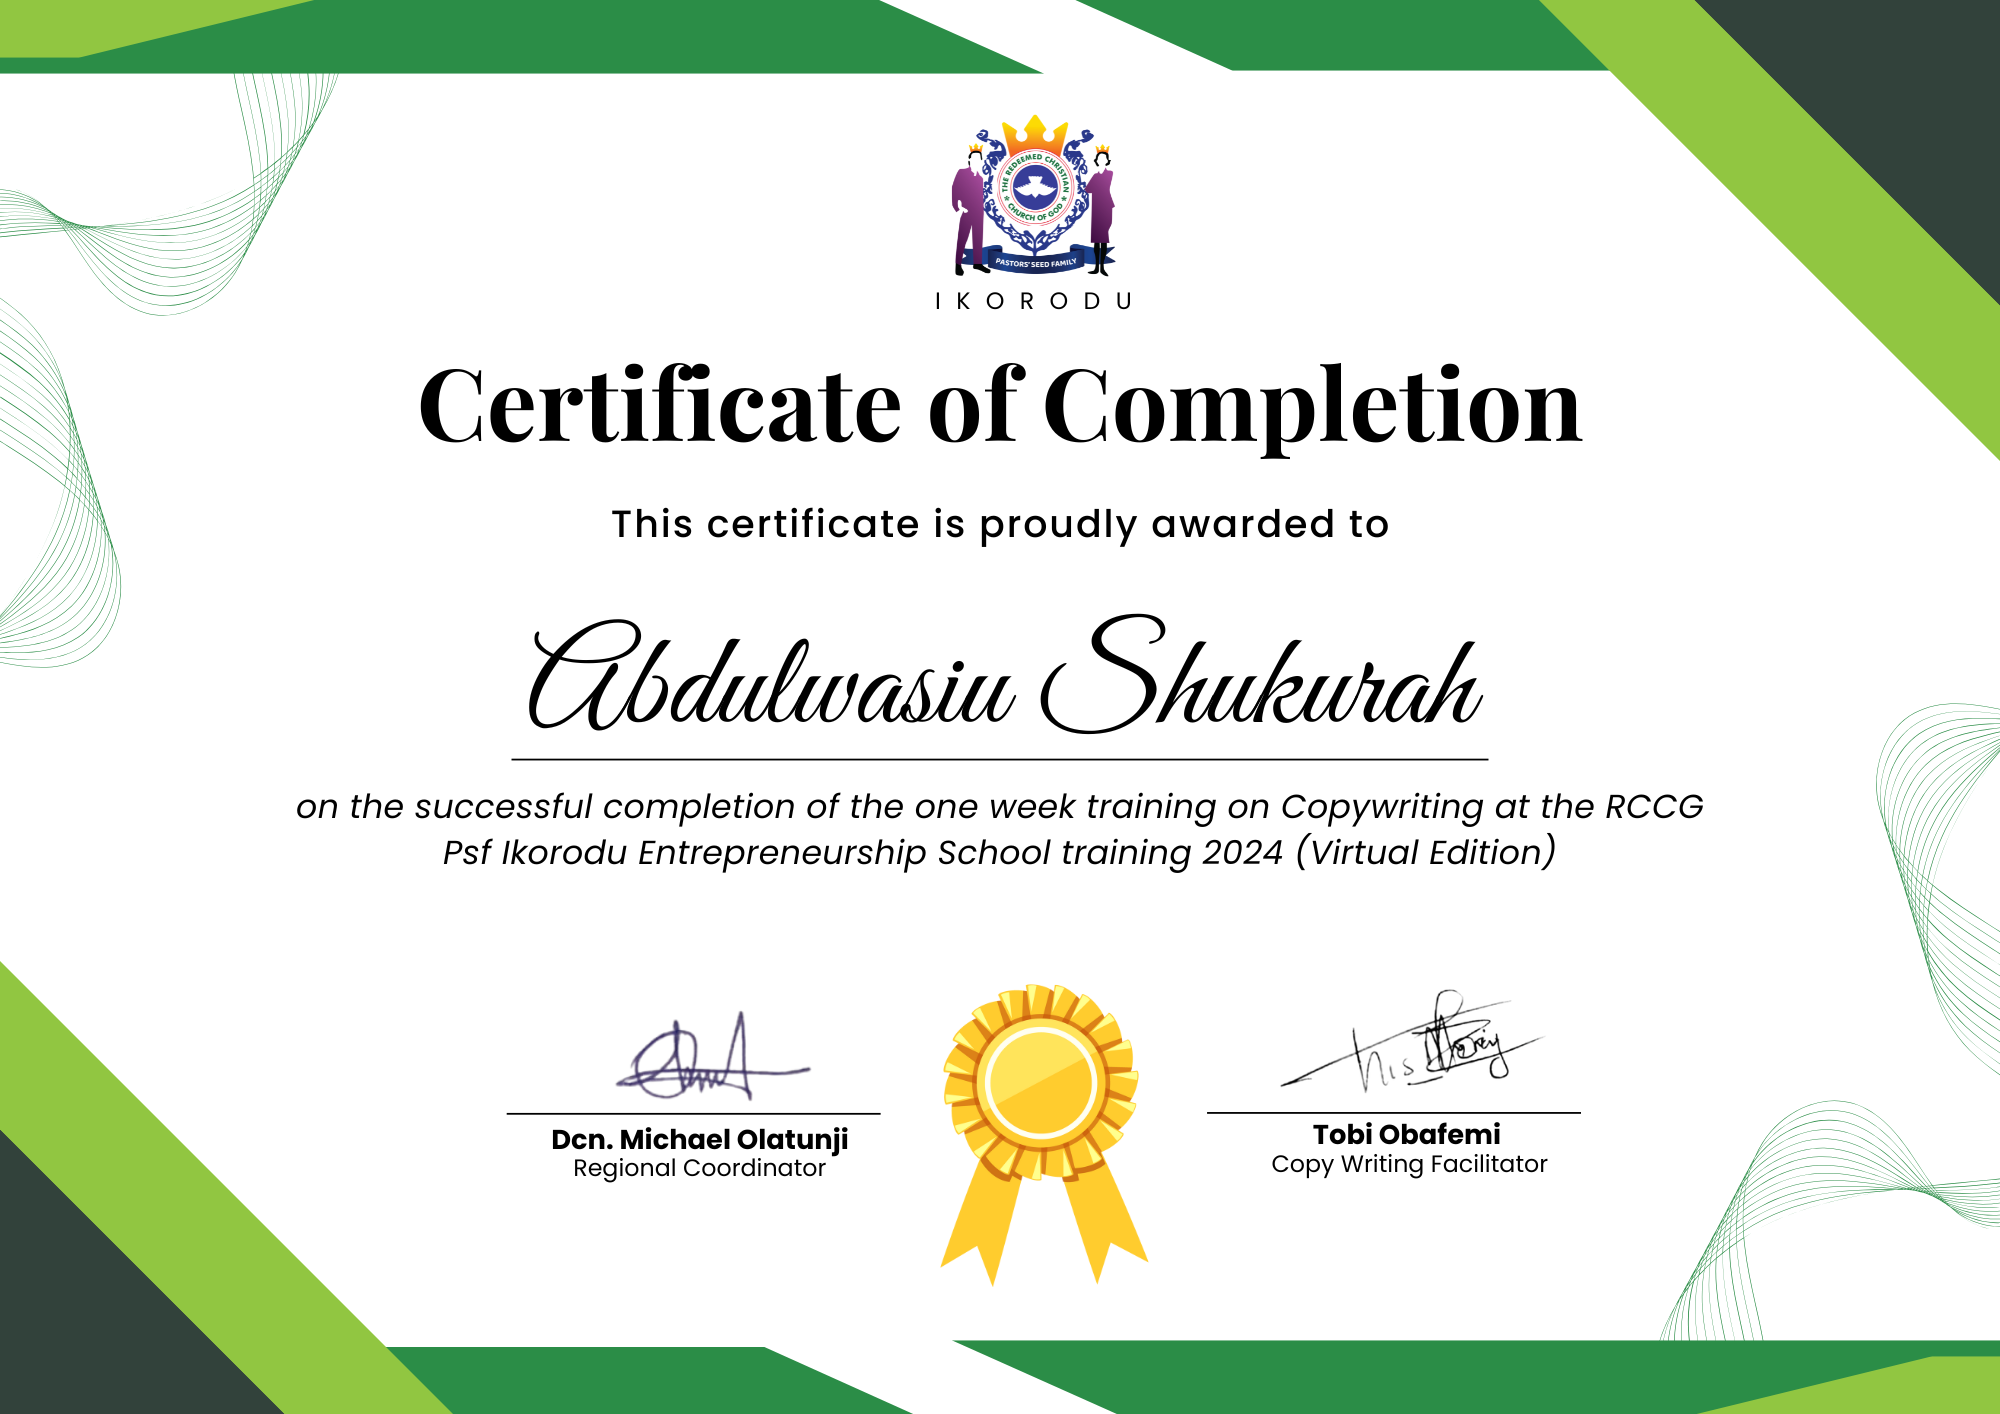 THE REDEEMED CHRISTIAN
CHURCH OF GOD
PASTORS' SEED FAMILY
IKORODU
Certificate of Completion
This certificate is proudly awarded to
Abdulwasiu Shukurah
on the successful completion of the one week training on Copywriting at the RCCG
Psf Ikorodu Entrepreneurship School training 2024 (Virtual Edition)
Dcn. Michael Olatunji
Regional Coordinator
Tobi Obafemi
Copy Writing Facilitator